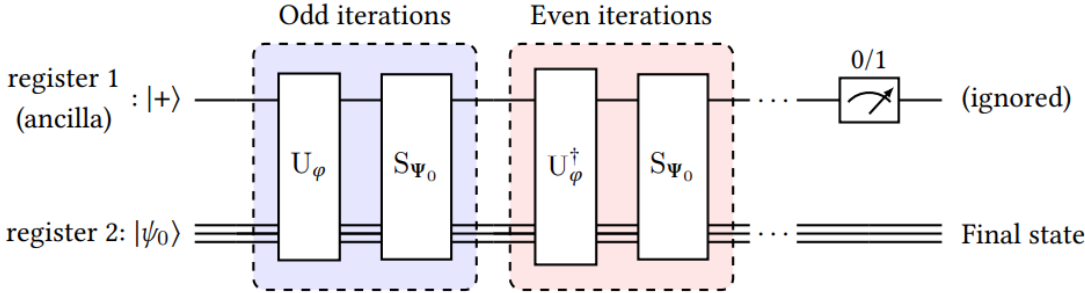 Odd iterations
Even iterations
register 1
(ancilla)
: |+⟩
U_φ
S_Ψ₀
U_φ^†
S_Ψ₀
...
0/1
(ignored)
register 2: |ψ₀⟩
...
Final state